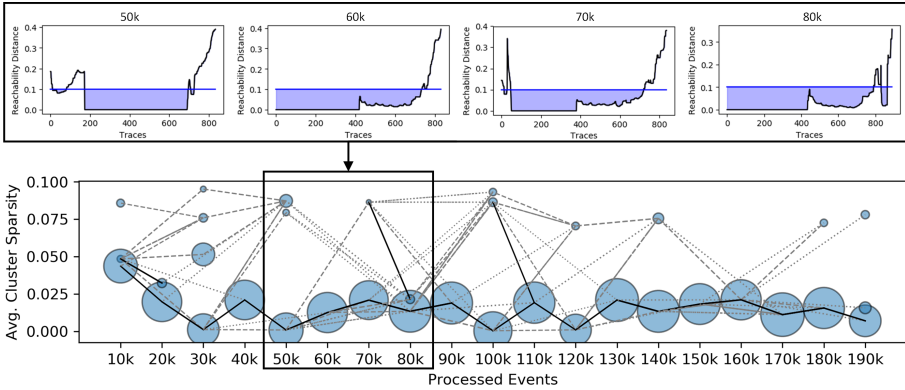 50k 60k 70k 80k
0.4 0.4 0.4
0.3 0.3 0.3 0.3
0.2 0.2 0.2 0.2
0.1 0.1 0.1 0.1
0.0 0.0 0.0 0.0
Reachability Distance Reachability Distance Reachability Distance Reachability Distance
0 200 400 600 800 0 200 400 600 800 0 200 400 600 800 0 200 400 600 800
Traces Traces Traces Traces
0.100
0.075
0.050
0.025
0.000
Avg. Cluster Sparsity
10k 20k 30k 40k 50k 60k 70k 80k 90k 100k 110k 120k 130k 140k 150k 160k 170k 180k 190k
Processed Events